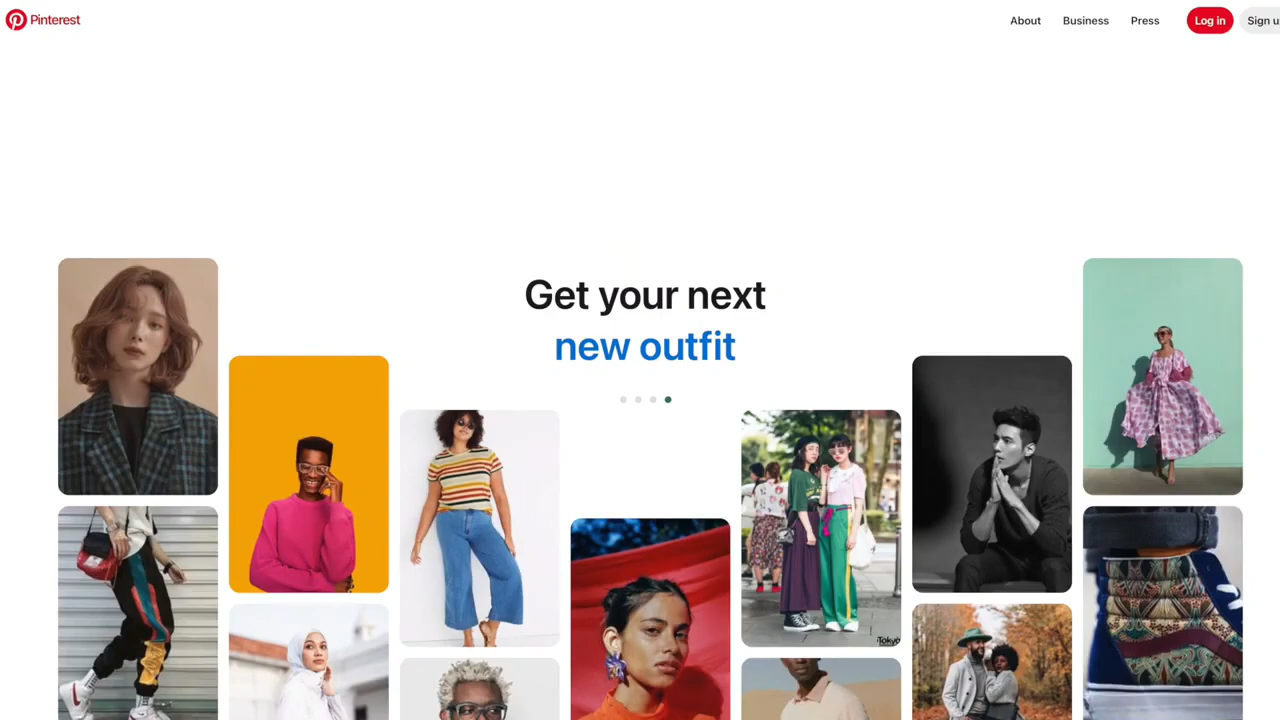 Pinterest
About
Business
Press
Log in
Sign u
Get your next
new outfit
Tokyo